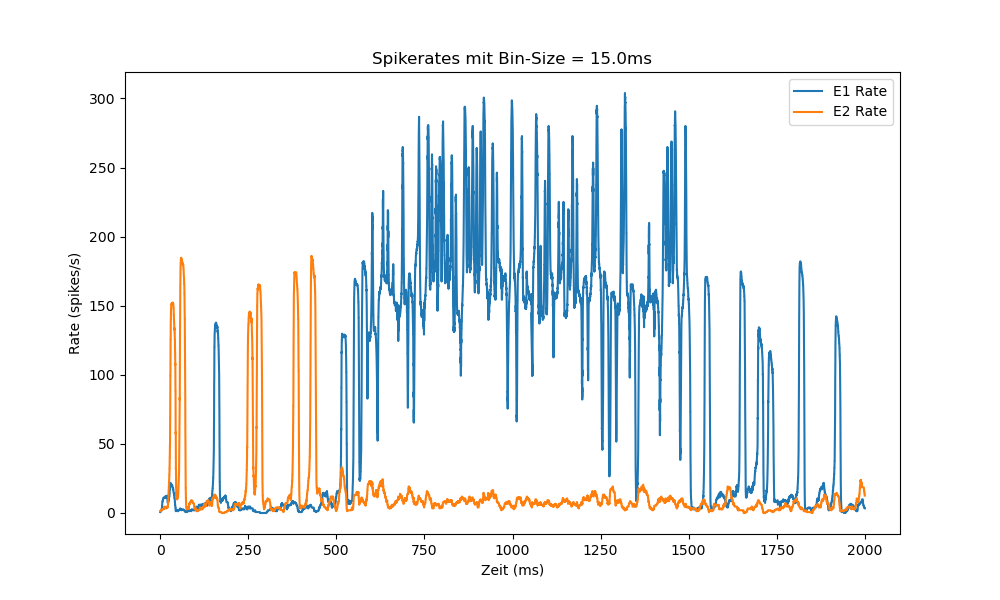 Spikerates mit Bin-Size = 15.0ms
E1 Rate
E2 Rate
Rate (spikes/s)
300
250
200
150
100
50
0
0 250 500 750 1000 1250 1500 1750 2000
Zeit (ms)